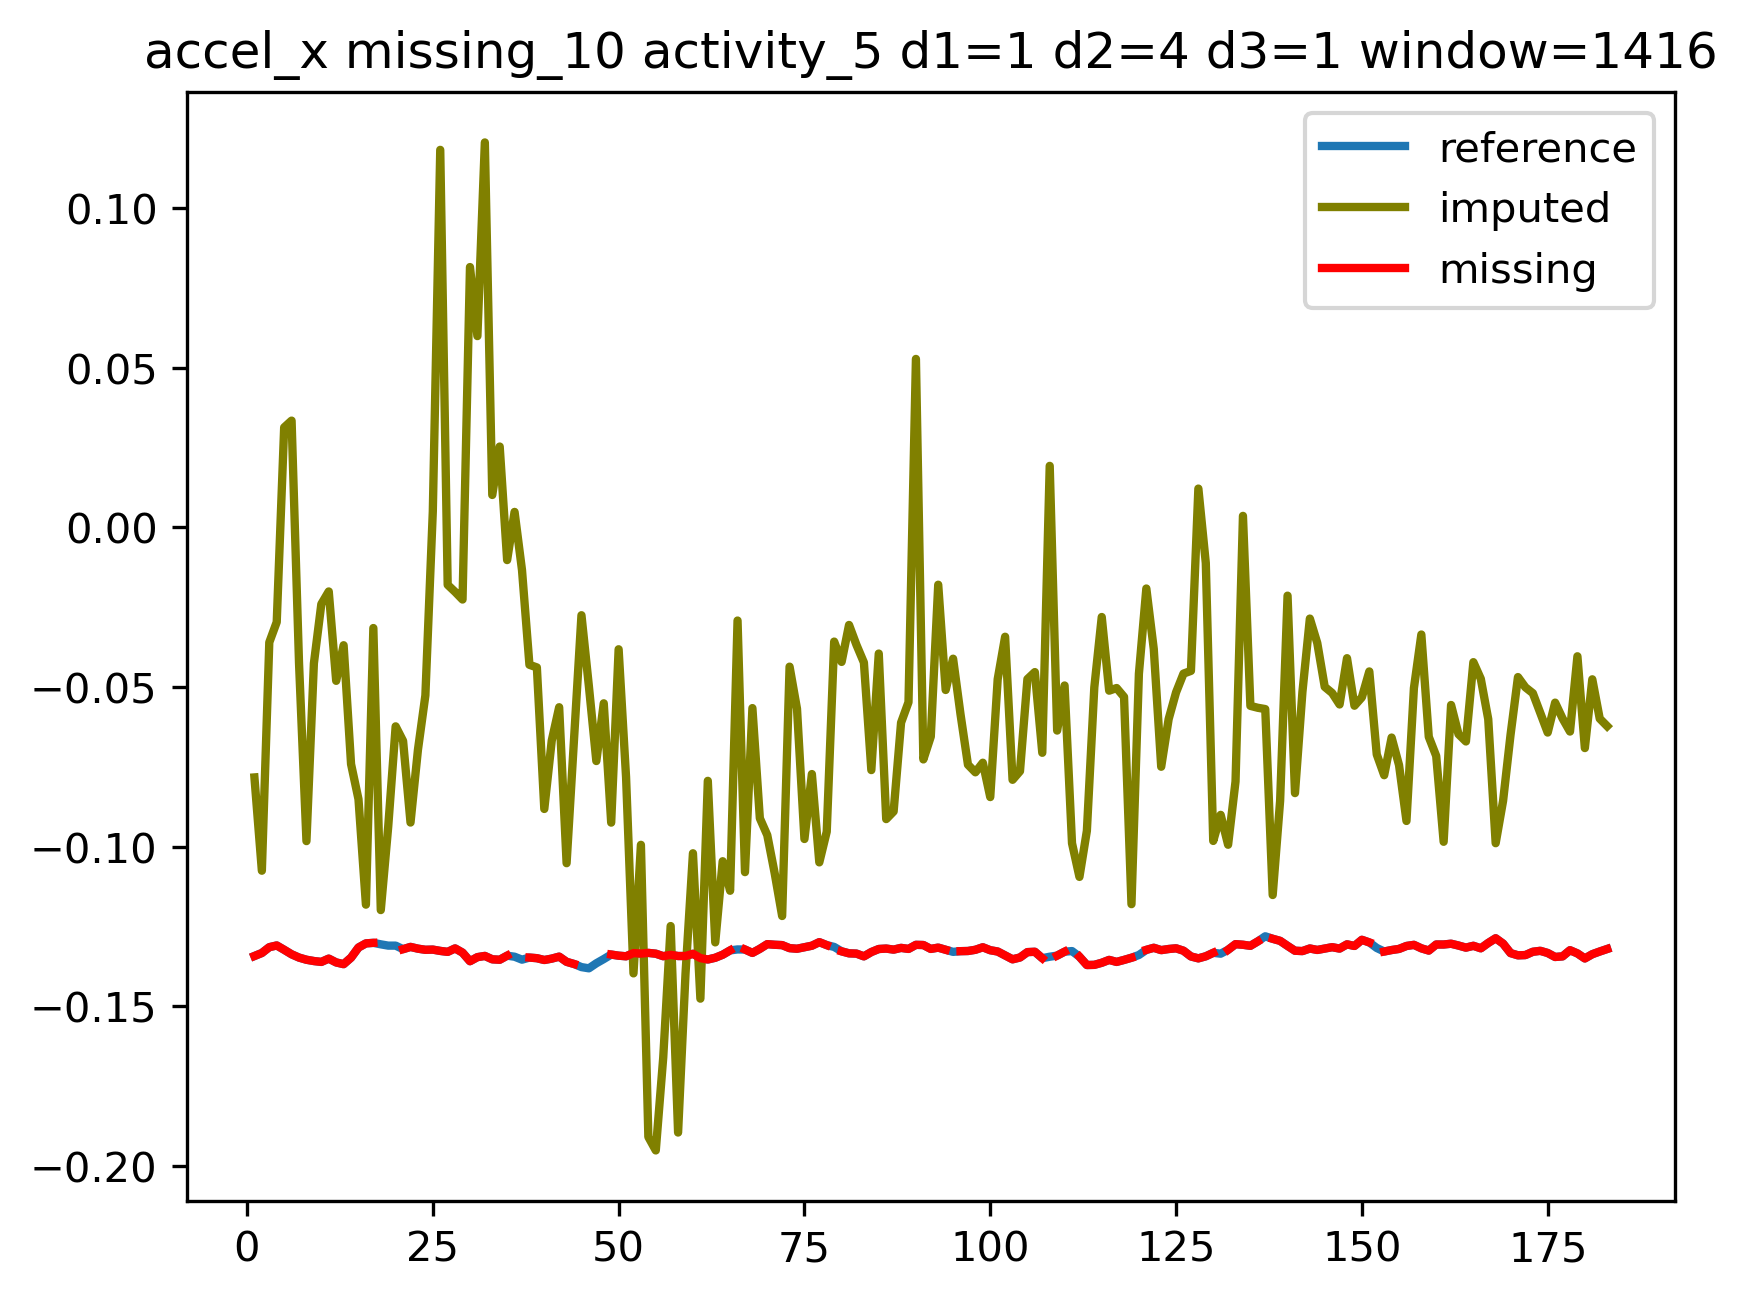 accel_x missing_10 activity_5 d1=1 d2=4 d3=1 window=1416
reference
imputed
missing
0.10
0.05
0.00
−0.05
−0.10
−0.15
−0.20
0 25 50 75 100 125 150 175